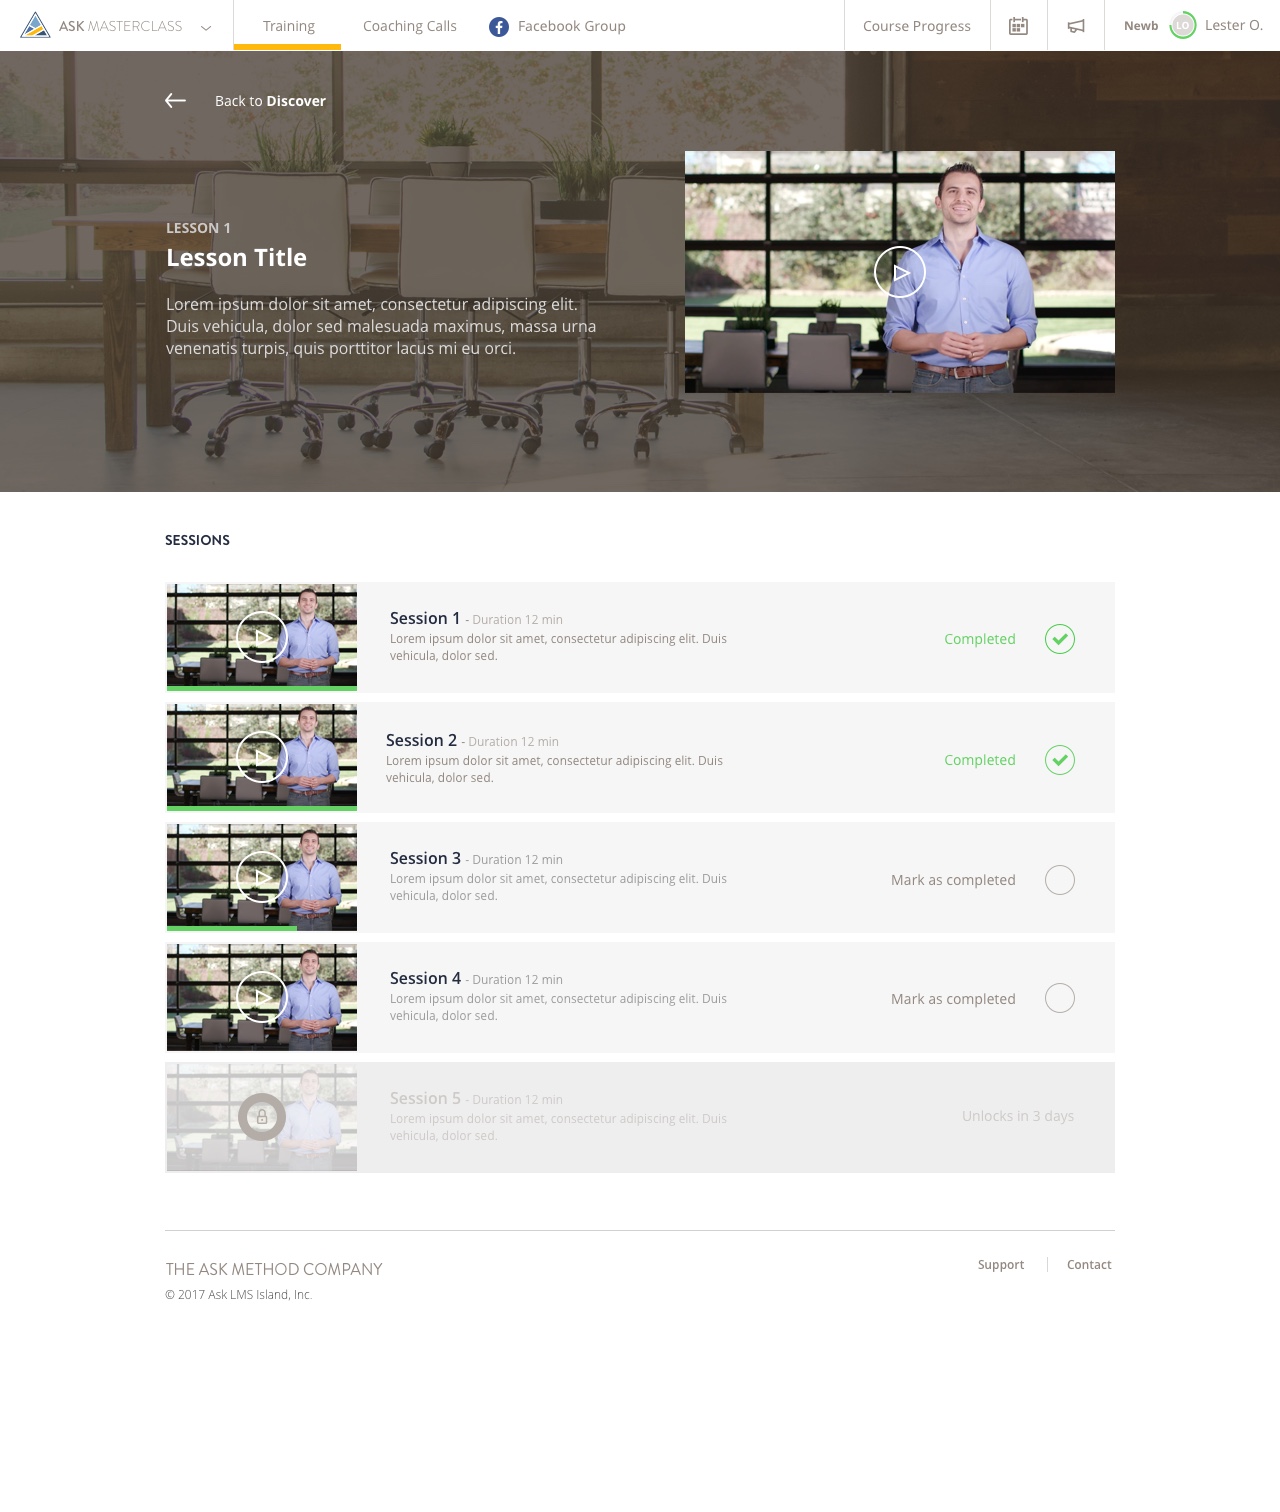 ASK MASTERCLASS
Training
Coaching Calls
Facebook Group
Course Progress
Newb
LO
Lester O.
Back to Discover
LESSON 1
Lesson Title
Lorem ipsum dolor sit amet, consectetur adipiscing elit.
Duis vehicula, dolor sed malesuada maximus, massa urna
venenatis turpis, quis porttitor lacus mi eu orci.
SESSIONS
Session 1 - Duration 12 min
Lorem ipsum dolor sit amet, consectetur adipiscing elit. Duis
vehicula, dolor sed.
Completed
Session 2 - Duration 12 min
Lorem ipsum dolor sit amet, consectetur adipiscing elit. Duis
vehicula, dolor sed.
Completed
Session 3 - Duration 12 min
Lorem ipsum dolor sit amet, consectetur adipiscing elit. Duis
vehicula, dolor sed.
Mark as completed
Session 4 - Duration 12 min
Lorem ipsum dolor sit amet, consectetur adipiscing elit. Duis
vehicula, dolor sed.
Mark as completed
Session 5 - Duration 12 min
Lorem ipsum dolor sit amet, consectetur adipiscing elit. Duis
vehicula, dolor sed.
Unlocks in 3 days
THE ASK METHOD COMPANY
© 2017 Ask LMS Island, Inc.
Support
Contact